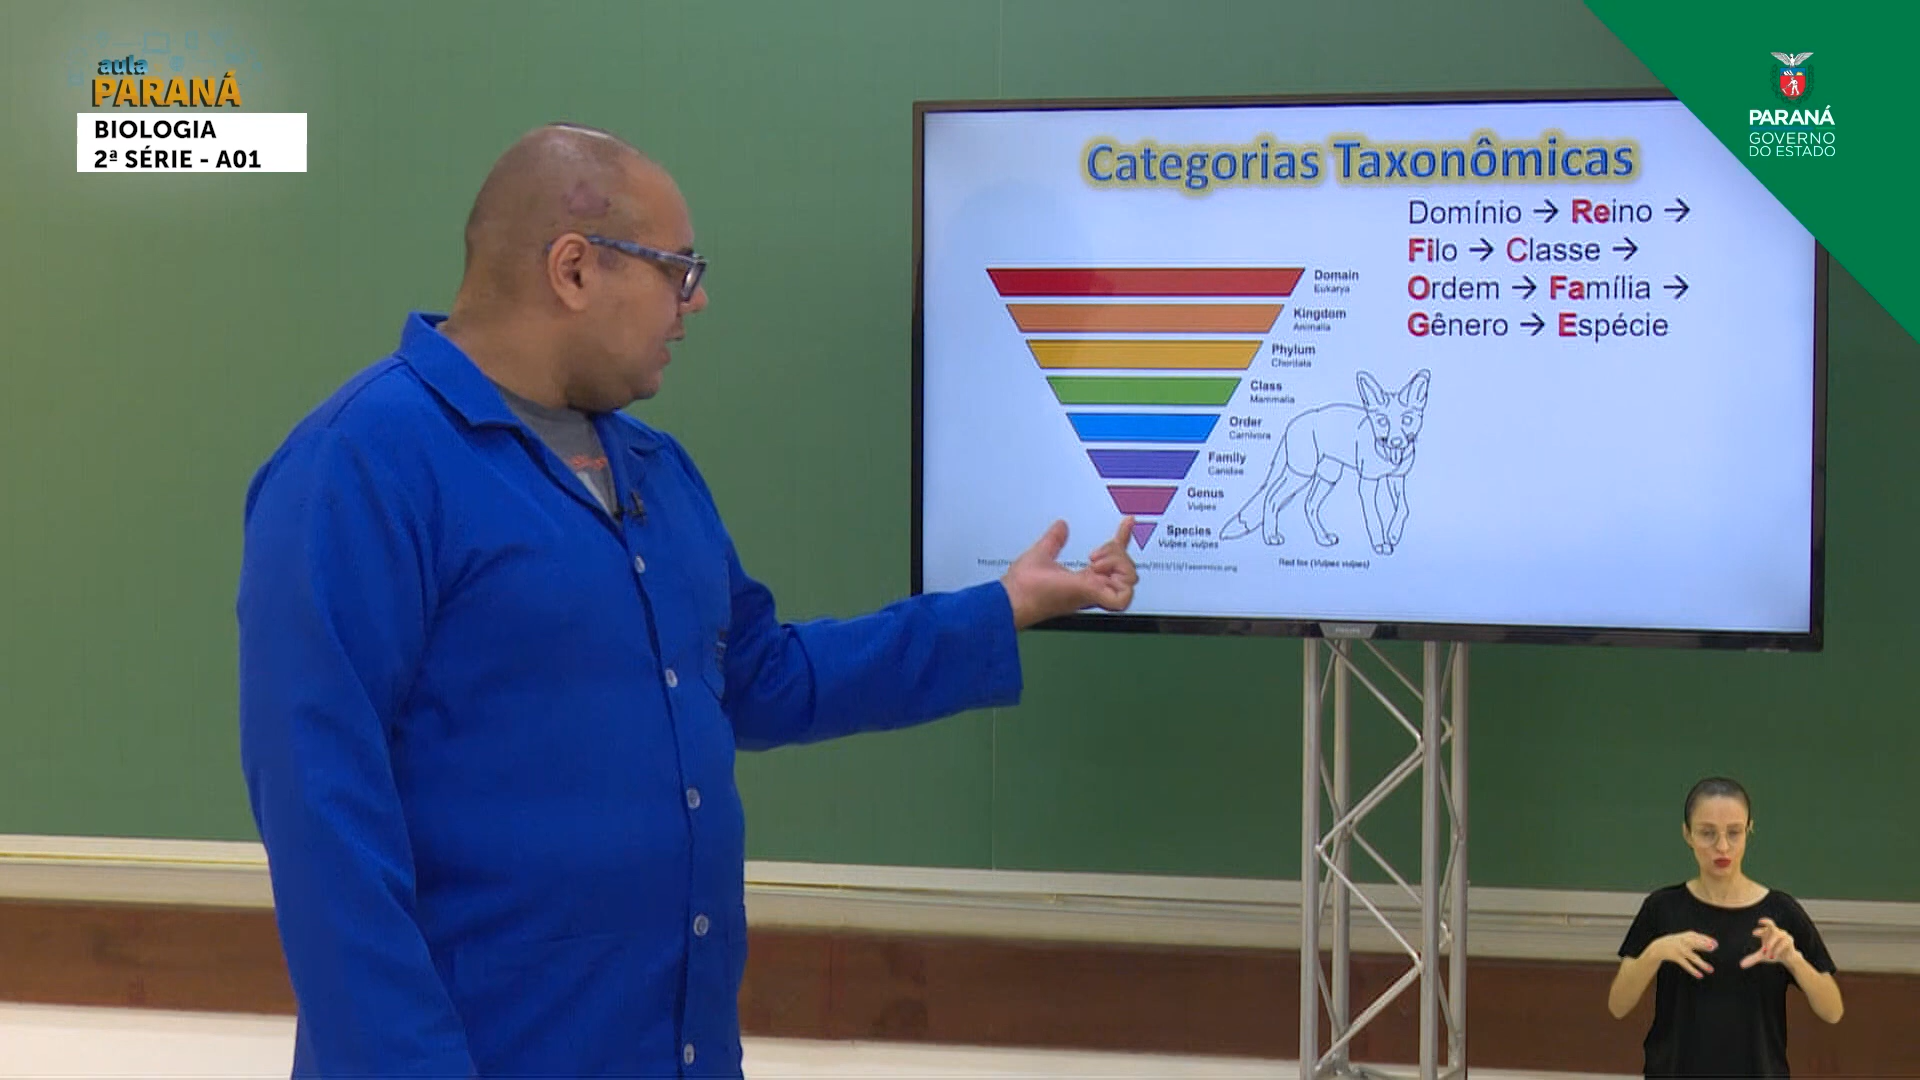 aula
PARANÁ
BIOLOGIA
2ª SÉRIE - A01
PARANÁ
GOVERNO
DO ESTADO
Categorias Taxonômicas
Domínio → Reino →
Filo → Classe →
Ordem → Família →
Gênero → Espécie
Domain
Eukarya
Kingdom
Animalia
Phylum
Chordata
Class
Mammalia
Order
Carnivora
Family
Canidae
Genus
Vulpes
Species
Vulpes vulpes
Red fox (Vulpes vulpes)
PHILIPS